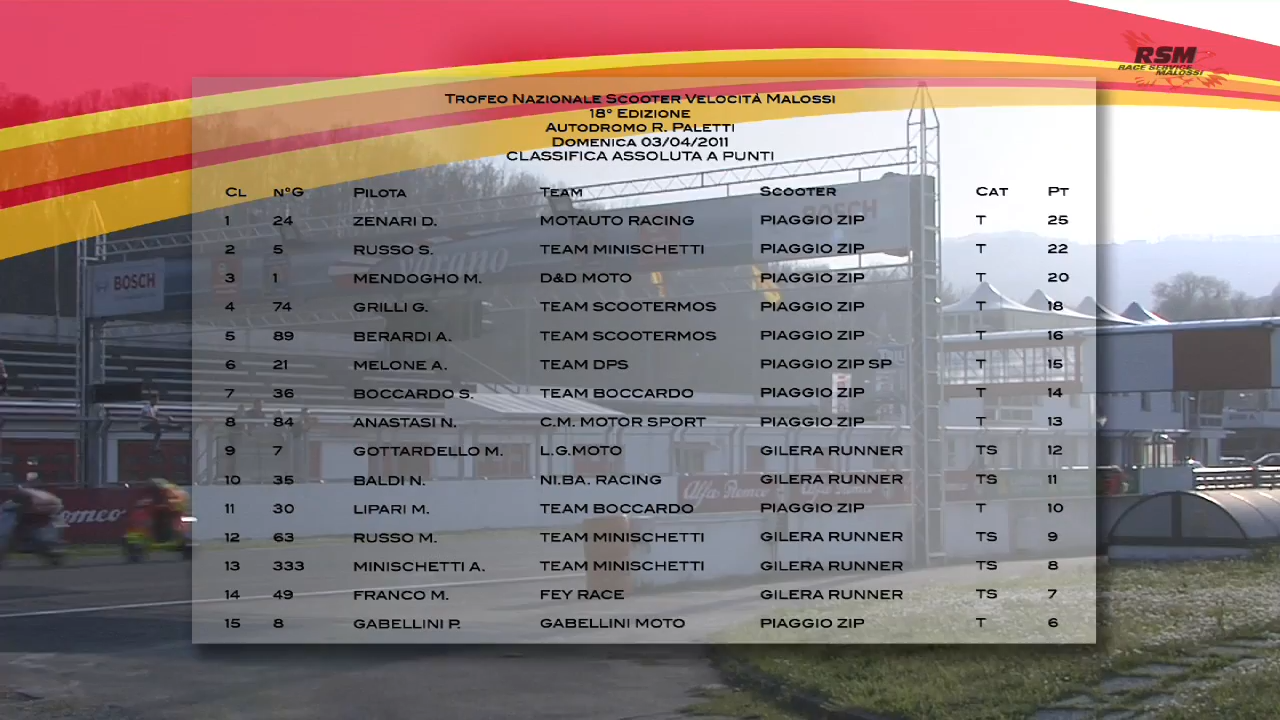 RSM
RACE SERVICE
MALOSSI
Trofeo Nazionale Scooter Velocità Malossi
18° Edizione
Autodromo R. Paletti
Domenica 03/04/2011
CLASSIFICA ASSOLUTA A PUNTI
Cl n°G Pilota Team Scooter CAT Pt
1 24 ZENARI D. MOTAUTO RACING PIAGGIO ZIP T 25
2 5 RUSSO S. TEAM MINISCHETTI PIAGGIO ZIP T 22
3 1 MENDOGHO M. D&D MOTO PIAGGIO ZIP T 20
4 74 GRILLI G. TEAM SCOOTERMOS PIAGGIO ZIP T 18
5 89 BERARDI A. TEAM SCOOTERMOS PIAGGIO ZIP T 16
6 21 MELONE A. TEAM DPS PIAGGIO ZIP SP T 15
7 36 BOCCARDO S. TEAM BOCCARDO PIAGGIO ZIP T 14
8 84 ANASTASI N. C.M. MOTOR SPORT PIAGGIO ZIP T 13
9 7 GOTTARDELLO M. L.G.MOTO GILERA RUNNER TS 12
10 35 BALDI N. NI.BA. RACING GILERA RUNNER TS 11
11 30 LIPARI M. TEAM BOCCARDO PIAGGIO ZIP T 10
12 63 RUSSO M. TEAM MINISCHETTI GILERA RUNNER TS 9
13 333 MINISCHETTI A. TEAM MINISCHETTI GILERA RUNNER TS 8
14 49 FRANCO M. FEY RACE GILERA RUNNER TS 7
15 8 GABELLINI P. GABELLINI MOTO PIAGGIO ZIP T 6
BOSCH
BOSCH
Alfa Romeo